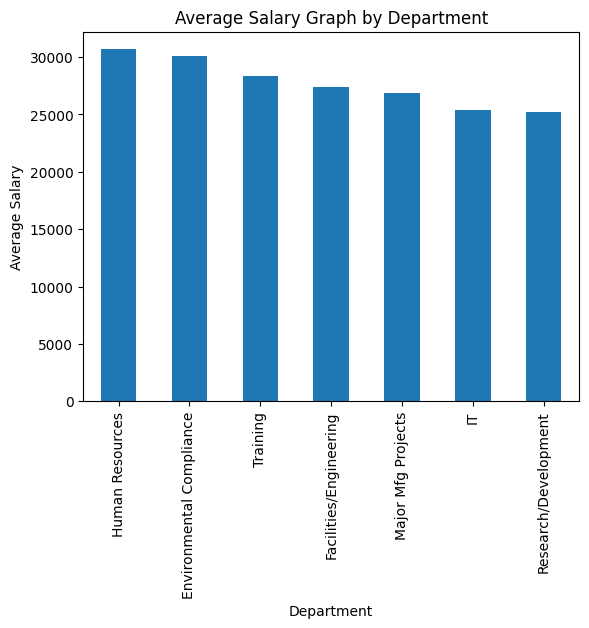 Average Salary Graph by Department
Average Salary
30000
25000
20000
15000
10000
5000
0
Human Resources
Environmental Compliance
Training
Facilities/Engineering
Major Mfg Projects
IT
Research/Development
Department